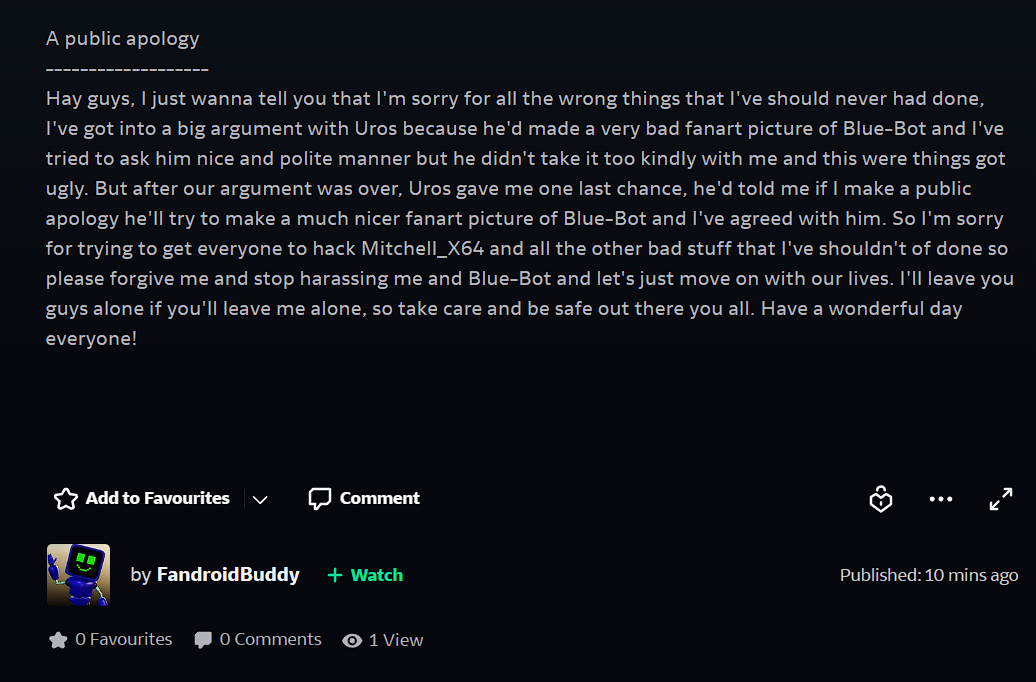 A public apology
-------------------
Hay guys, I just wanna tell you that I'm sorry for all the wrong things that I've should never had done,
I've got into a big argument with Uros because he'd made a very bad fanart picture of Blue-Bot and I've
tried to ask him nice and polite manner but he didn't take it too kindly with me and this were things got
ugly. But after our argument was over, Uros gave me one last chance, he'd told me if I make a public
apology he'll try to make a much nicer fanart picture of Blue-Bot and I've agreed with him. So I'm sorry
for trying to get everyone to hack Mitchell_X64 and all the other bad stuff that I've shouldn't of done so
please forgive me and stop harassing me and Blue-Bot and let's just move on with our lives. I'll leave you
guys alone if you'll leave me alone, so take care and be safe out there you all. Have a wonderful day
everyone!
Add to Favourites
Comment
by FandroidBuddy
+ Watch
Published: 10 mins ago
0 Favourites
0 Comments
1 View